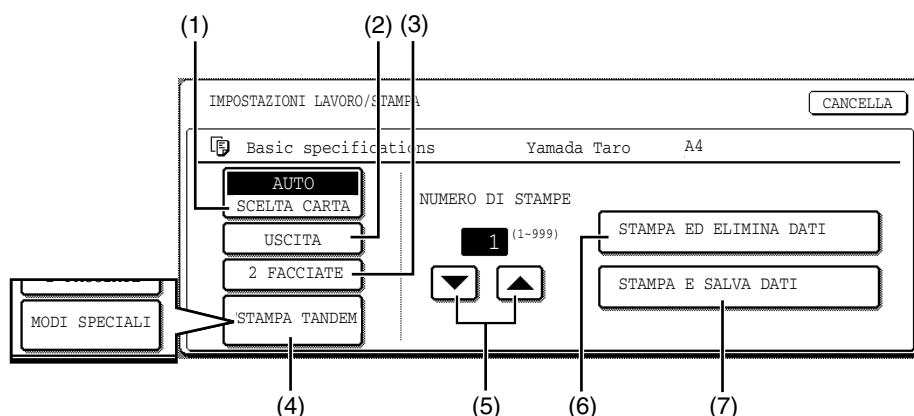 (1) (2) (3)
IMPOSTAZIONI LAVORO/STAMPA CANCELLA
Basic specifications Yamada Taro A4
AUTO
SCELTA CARTA
NUMERO DI STAMPE
USCITA
1 (1~999)
STAMPA ED ELIMINA DATI
2 FACCIATE
STAMPA E SALVA DATI
MODI SPECIALI
STAMPA TANDEM
(4) (5) (6) (7)